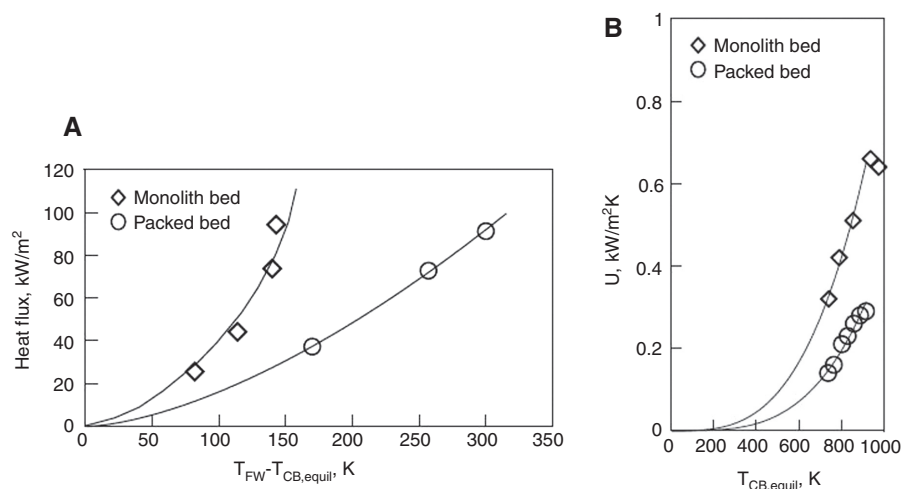 A
Heat flux, kW/m²
120
100
80
60
40
20
0
◇ Monolith bed
○ Packed bed
0 50 100 150 200 250 300 350
T_FW-T_CB,equil, K
B
U, kW/m²K
1
0.8
0.6
0.4
0.2
0
◇ Monolith bed
○ Packed bed
0 200 400 600 800 1000
T_CB,equil, K